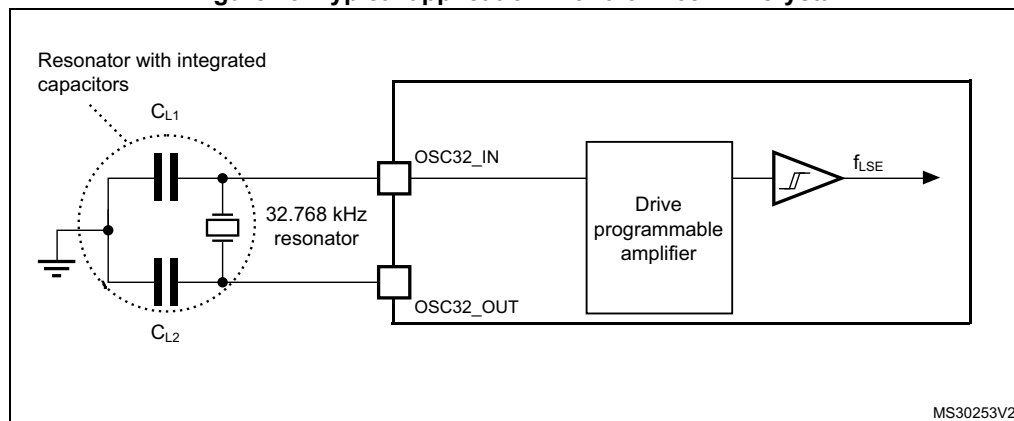 Resonator with integrated
capacitors
CL1
OSC32_IN
fLSE
32.768 kHz
resonator
Drive
programmable
amplifier
OSC32_OUT
CL2
MS30253V2